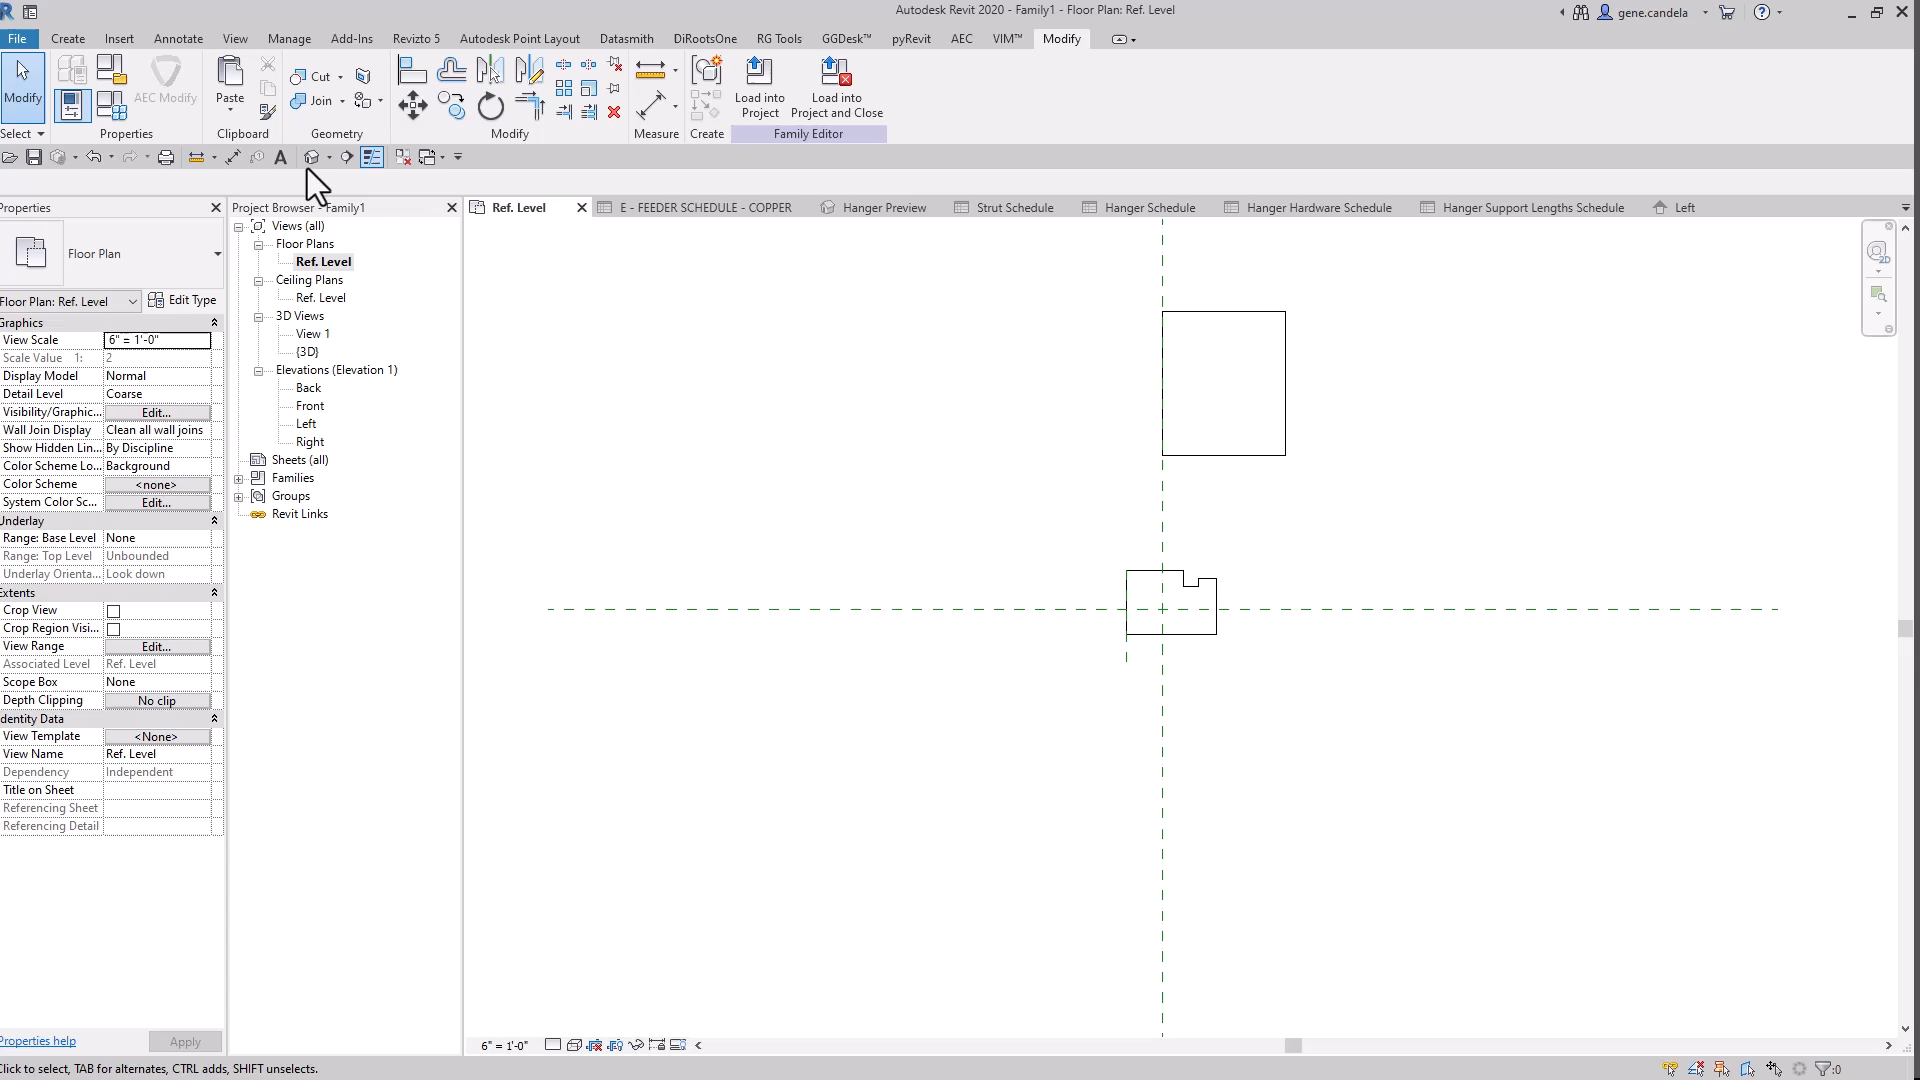 Autodesk Revit 2020 - Family1 - Floor Plan: Ref. Level
gene.candela
File Create Insert Annotate View Manage Add-Ins Revizto 5 Autodesk Point Layout Datasmith DiRootsOne RG Tools GGDesk™ pyRevit AEC VIM™ Modify
Modify
AEC Modify
Paste
Cut
Join
Load into Project
Load into Project and Close
Select Properties Clipboard Geometry Modify Measure Create Family Editor
Properties
Floor Plan
Floor Plan: Ref. Level Edit Type
Graphics
View Scale 6" = 1'-0"
Scale Value 1: 2
Display Model Normal
Detail Level Coarse
Visibility/Graphic... Edit...
Wall Join Display Clean all wall joins
Show Hidden Lin... By Discipline
Color Scheme Lo... Background
Color Scheme <none>
System Color Sc... Edit...
Underlay
Range: Base Level None
Range: Top Level Unbounded
Underlay Orienta... Look down
Extents
Crop View
Crop Region Visi...
View Range Edit...
Associated Level Ref. Level
Scope Box None
Depth Clipping No clip
Identity Data
View Template <None>
View Name Ref. Level
Dependency Independent
Title on Sheet
Referencing Sheet
Referencing Detail
Properties help Apply
Project Browser - Family1
Views (all)
Floor Plans
Ref. Level
Ceiling Plans
Ref. Level
3D Views
View 1
{3D}
Elevations (Elevation 1)
Back
Front
Left
Right
Sheets (all)
Families
Groups
Revit Links
Ref. Level E - FEEDER SCHEDULE - COPPER Hanger Preview Strut Schedule Hanger Schedule Hanger Hardware Schedule Hanger Support Lengths Schedule Left
2D
6" = 1'-0"
Click to select, TAB for alternates, CTRL adds, SHIFT unselects.
:0